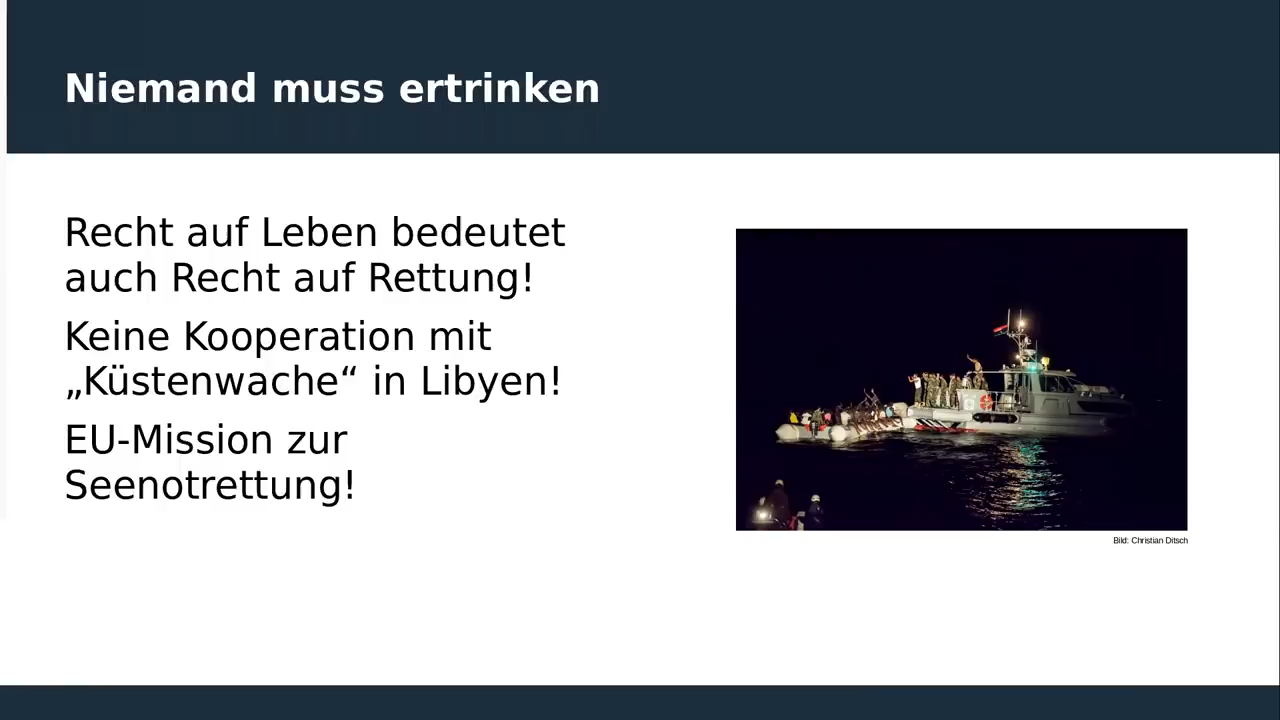 Niemand muss ertrinken
Recht auf Leben bedeutet
auch Recht auf Rettung!
Keine Kooperation mit
„Küstenwache“ in Libyen!
EU-Mission zur
Seenotrettung!
Bild: Christian Ditsch